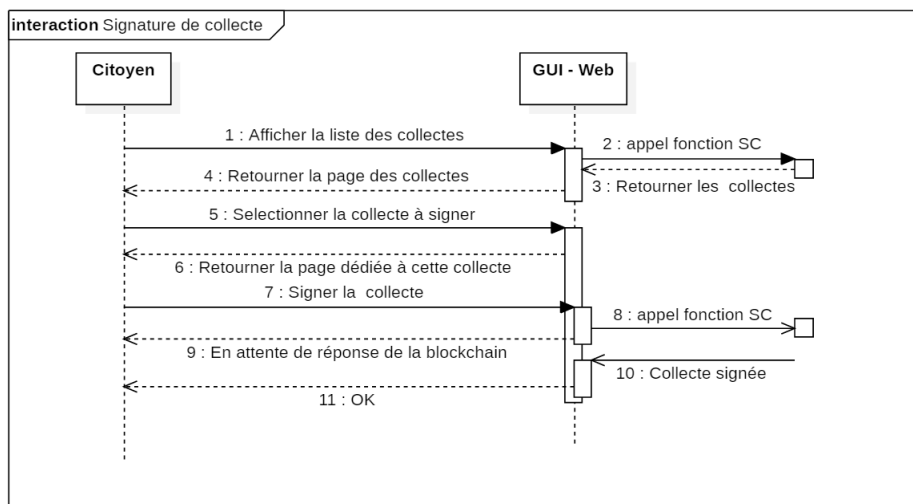 interaction Signature de collecte
Citoyen
GUI - Web
1 : Afficher la liste des collectes
2 : appel fonction SC
3 : Retourner les collectes
4 : Retourner la page des collectes
5 : Selectionner la collecte à signer
6 : Retourner la page dédiée à cette collecte
7 : Signer la collecte
8 : appel fonction SC
9 : En attente de réponse de la blockchain
10 : Collecte signée
11 : OK